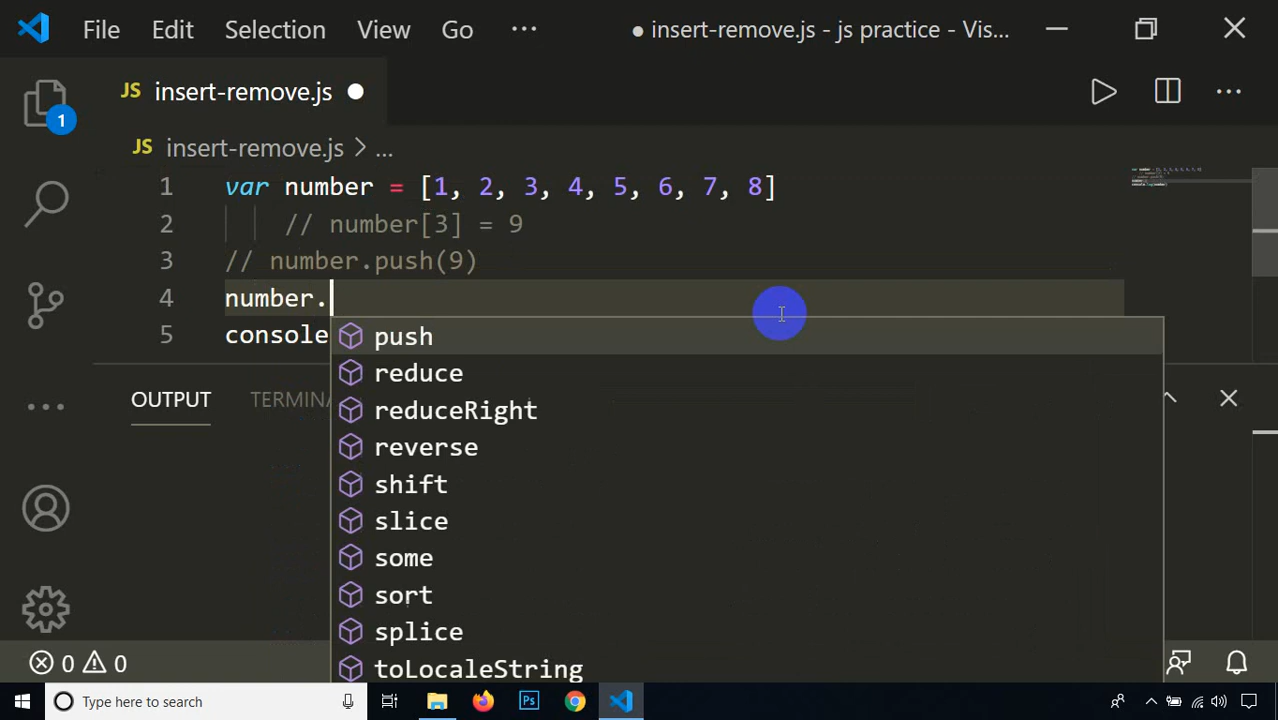 File Edit Selection View Go ··· ● insert-remove.js - js practice - Vis...
JS insert-remove.js ●
JS insert-remove.js > ...
1 var number = [1, 2, 3, 4, 5, 6, 7, 8]
2 // number[3] = 9
3 // number.push(9)
4 number.
5 console
push
reduce
reduceRight
reverse
shift
slice
some
sort
splice
toLocaleString
1
OUTPUT TERMINA
0 0
Type here to search
Ps